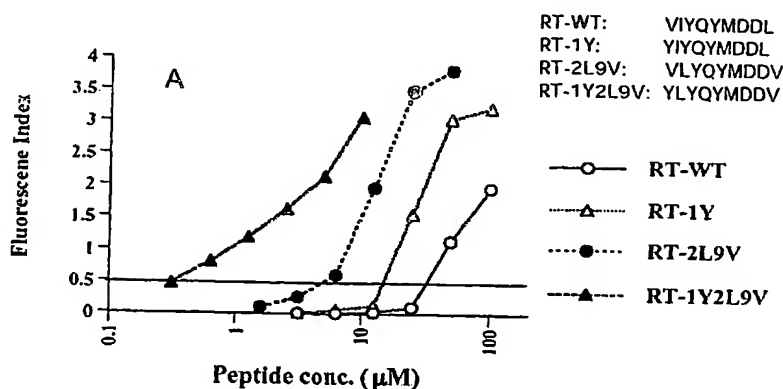 RT-WT: VIYQYMDDL
RT-1Y: YIYQYMDDL
RT-2L9V: VLYQYMDDV
RT-1Y2L9V: YLYQYMDDV
A
Fluorescene Index
4
3.5
3
2.5
2
1.5
1
0.5
0
0.1
1
10
100
Peptide conc. (μM)
RT-WT
RT-1Y
RT-2L9V
RT-1Y2L9V